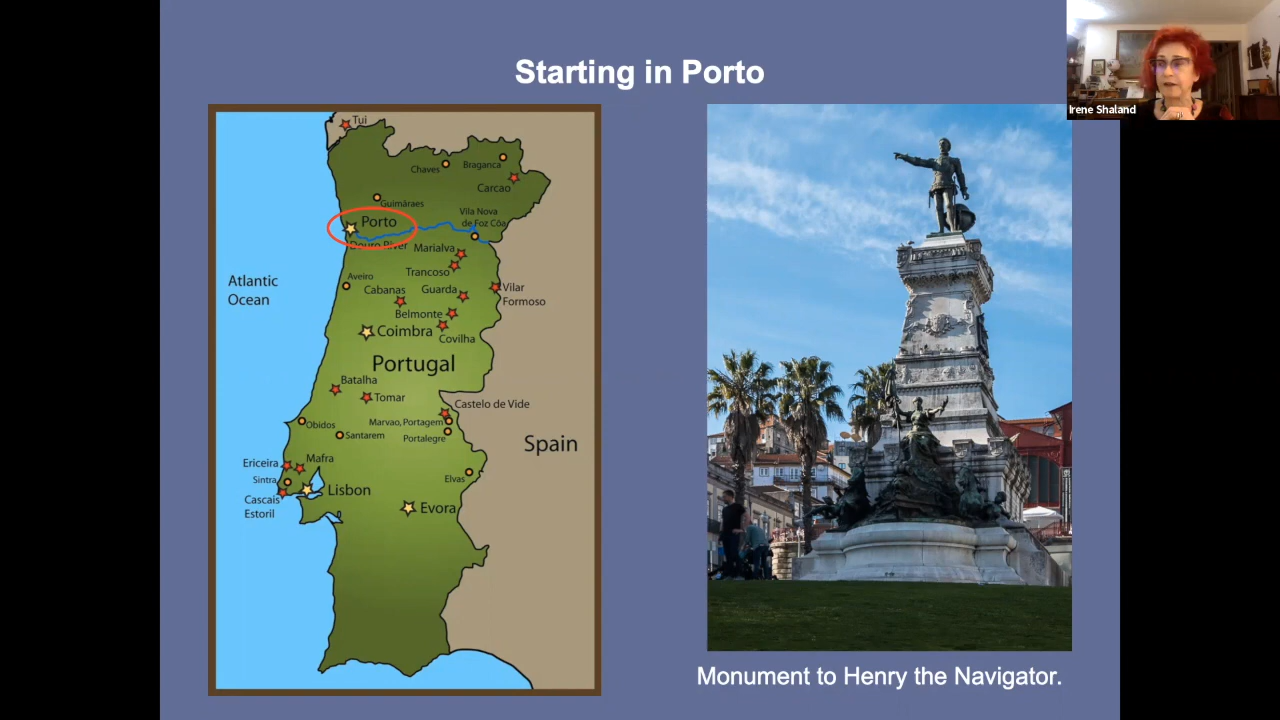 Starting in Porto
Irene Shaland
Tui
Chaves
Bragança
Carcao
Guimãraes
Porto
Vila Nova
de Foz Côa
Douro River
Marialva
Trancoso
Atlantic
Ocean
Aveiro
Cabanas
Guarda
Vilar
Formoso
Belmonte
Coimbra
Covilha
Portugal
Batalha
Tomar
Castelo de Vide
Obidos
Marvao, Portagem
Santarem
Portalegre
Spain
Ericeira
Mafra
Sintra
Elvas
Lisbon
Cascais
Estoril
Evora
Monument to Henry the Navigator.